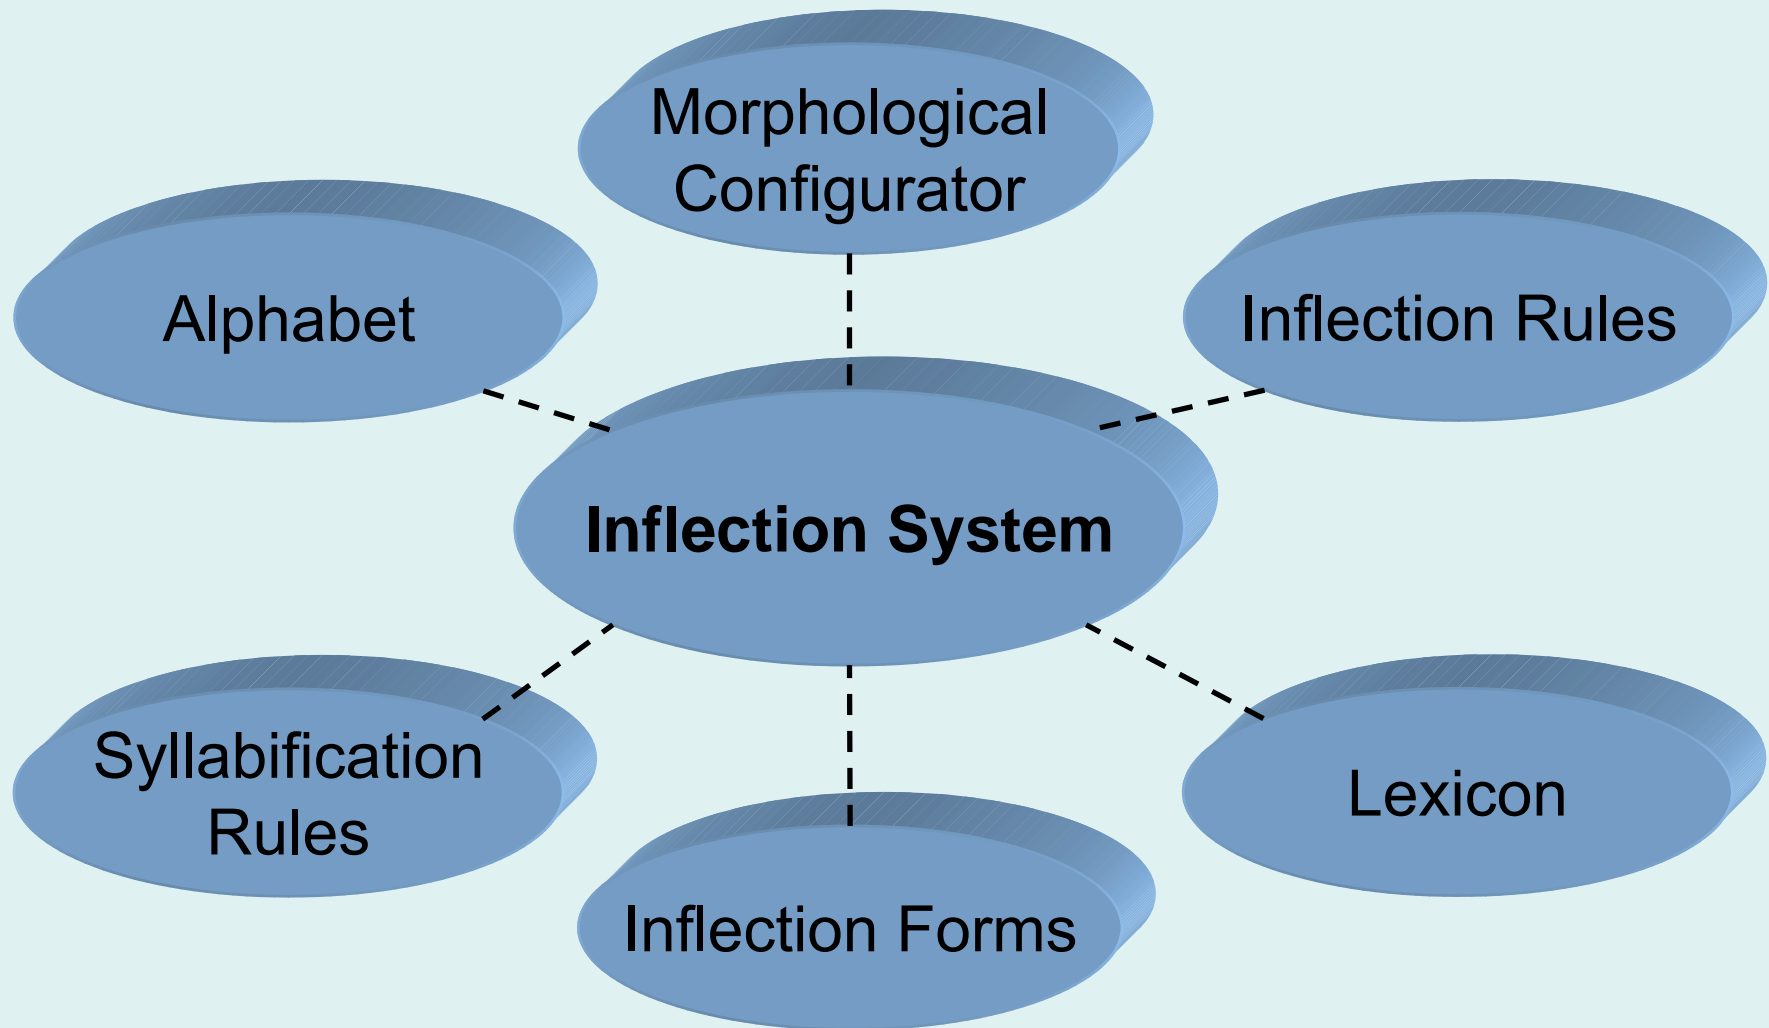 Morphological
Configurator
Alphabet
Inflection Rules
Inflection System
Syllabification
Rules
Lexicon
Inflection Forms